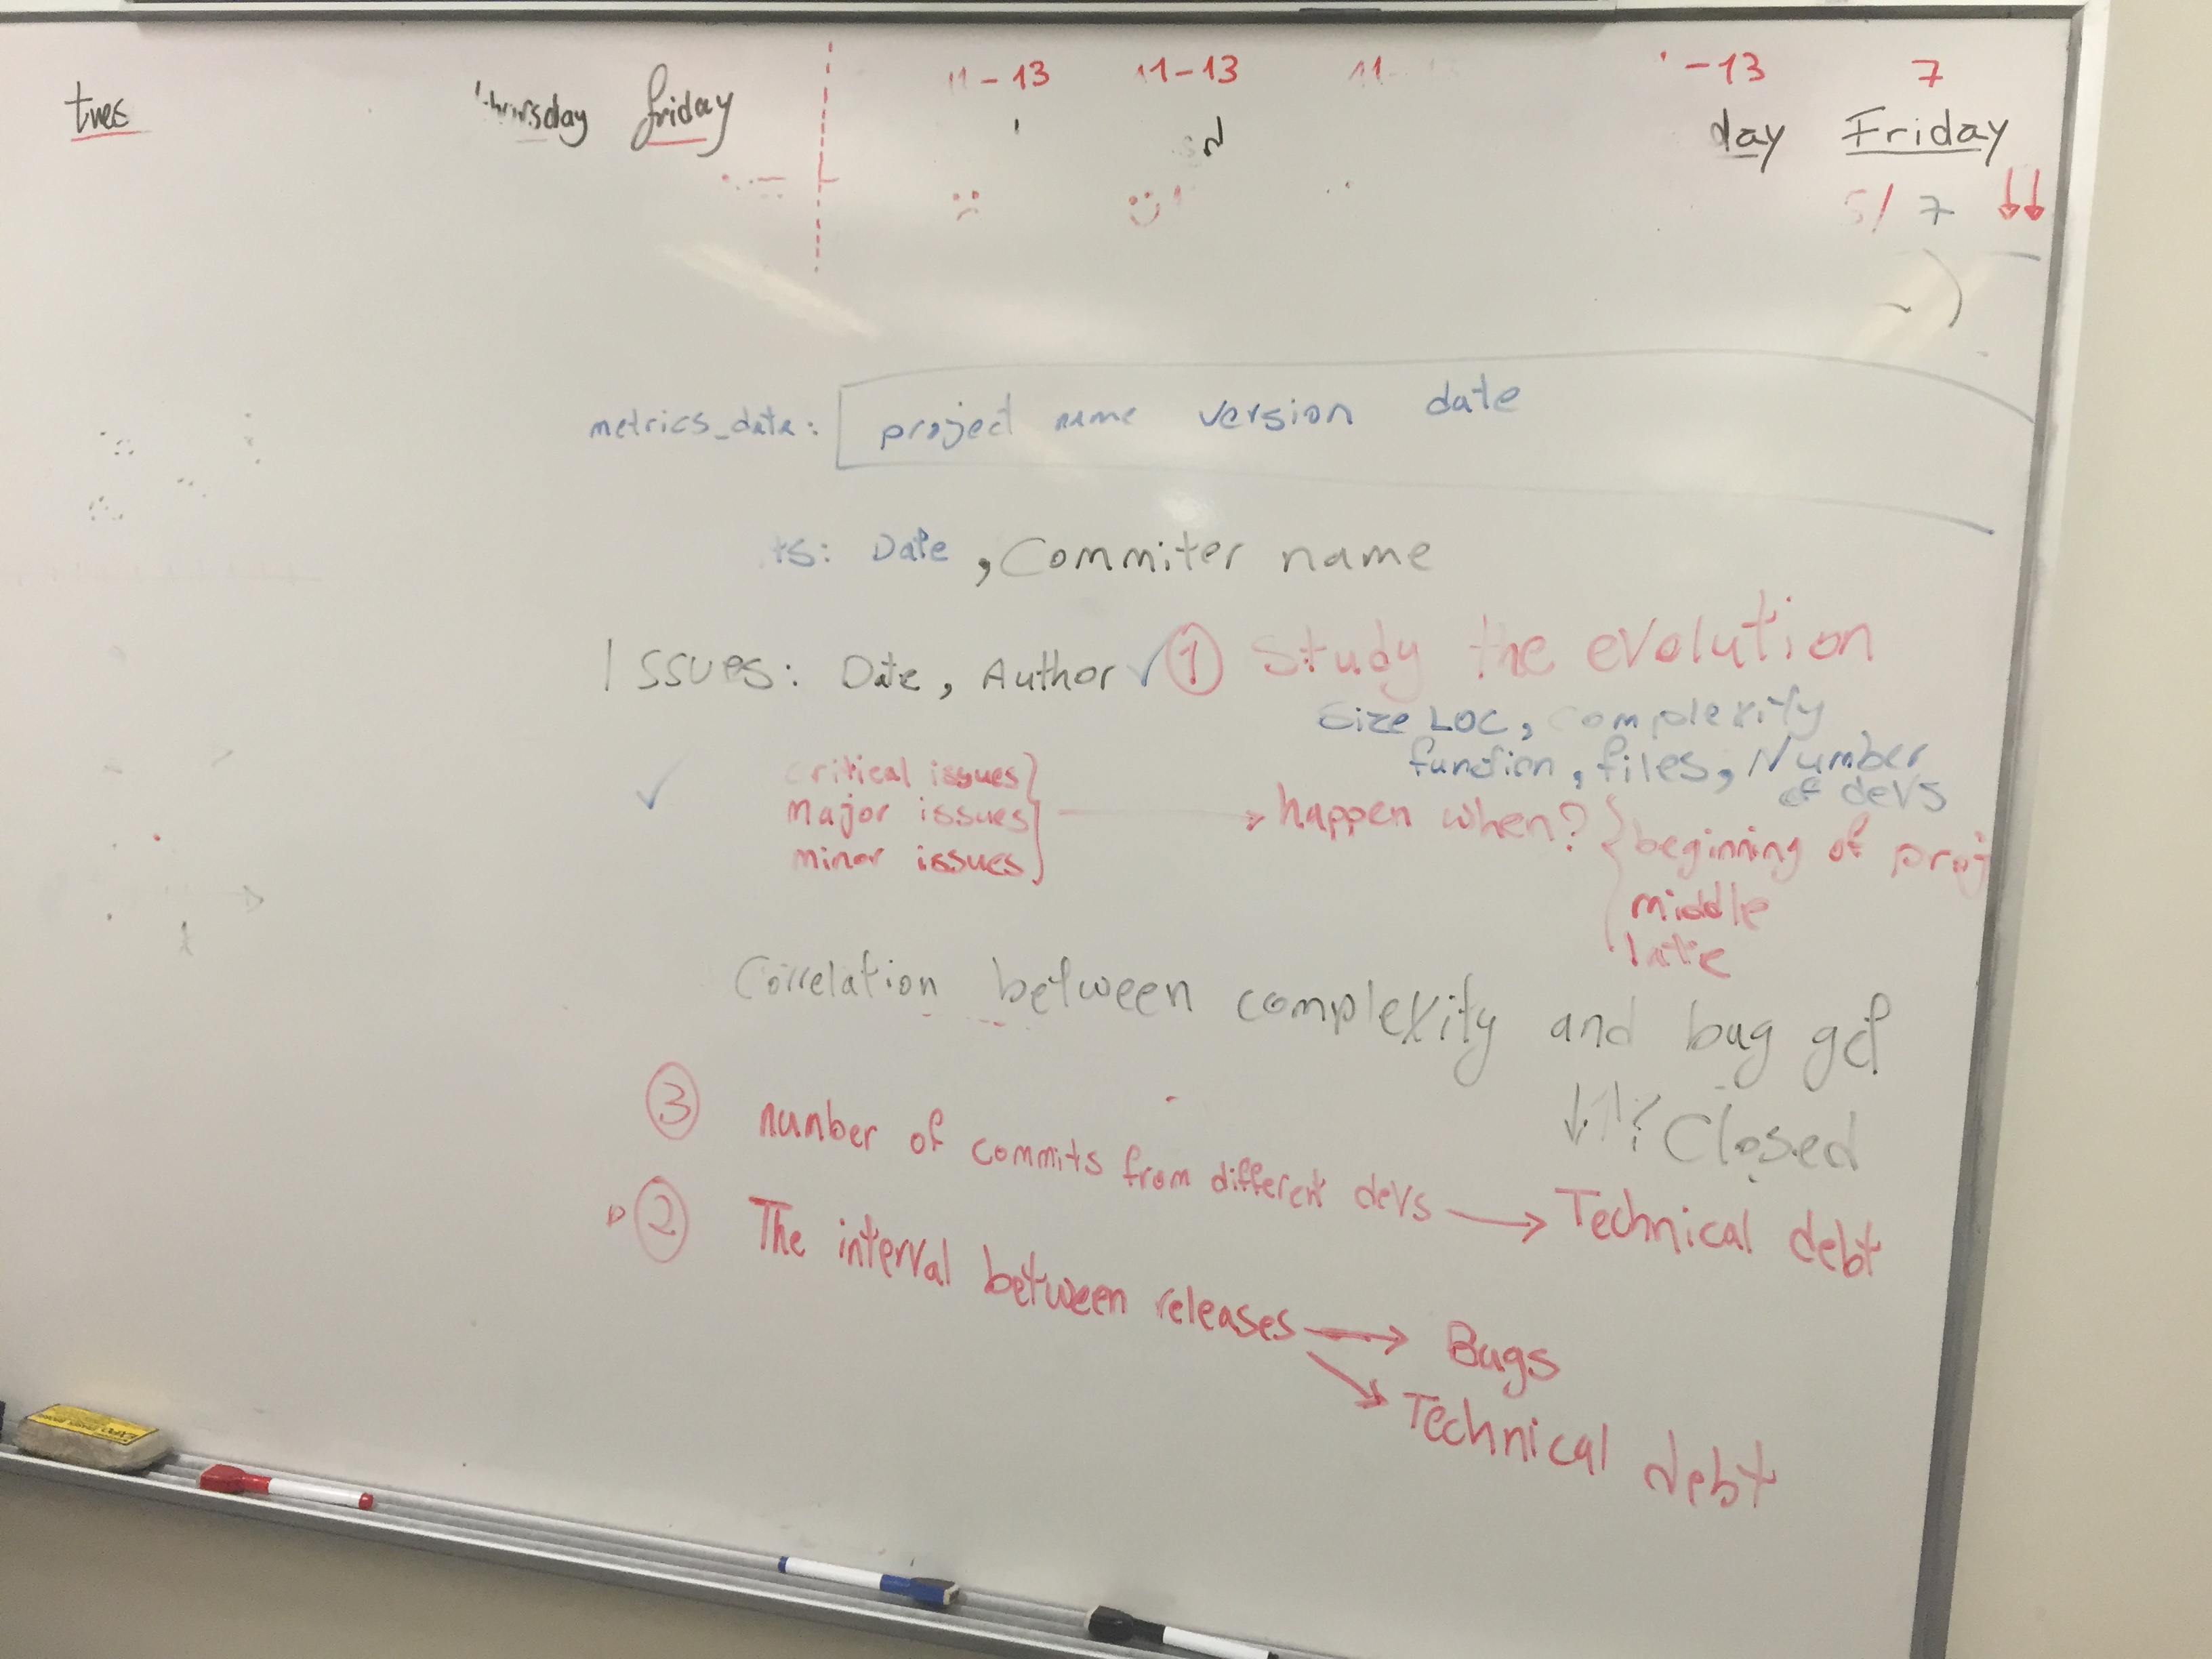 11-13 11-13 11 -13 7
tues thursday friday day Friday
7
metrics_data: project name version date
ts: Date, Commiter name
Issues: Date, Author ✓ ① Study the evolution
Size LOC, complexity
function, files, Number
of devs
✓ critical issues
major issues → happen when? beginning of proj
minor issues
middle
late
Correlation between complexity and bug get
↓↑? Closed
③ number of commits from different devs → Technical debt
② The interval between releases → Bugs
→ Technical debt